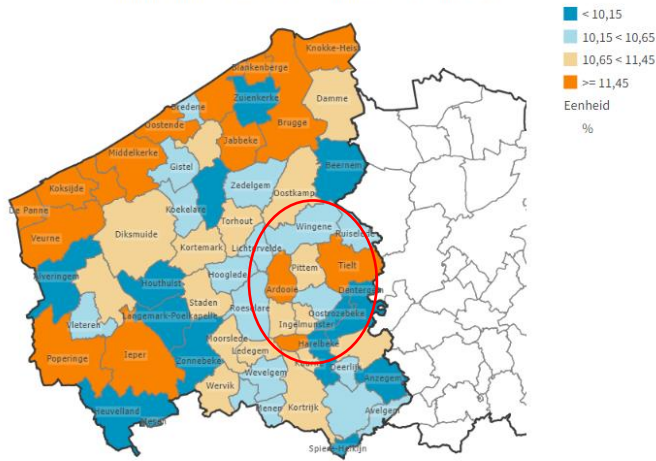 < 10,15
10,15 < 10,65
10,65 < 11,45
>= 11,45
Eenheid
%
Knokke-Heis
Blankenberge
Zuienkerke
Damme
Bredene
Oostende
Brugge
Jabbeke
Middelkerke
Gistel
Beernem
Koksijde
Zedelgem
Oostkamp
De Panne
Koekelare
Torhout
Wingene
Veurne
Diksmuide
Ruiselede
Kortemark
Lichtervelde
Pittem
Tielt
Hooglede
Alveringem
Houthulst
Ardooie
Dentergem
Staden
Roeselare
Oostrozebeke
Vleteren
Langemark-Poelkapelle
Ingelmunster
Moorslede
Ieper
Harelbeke
Poperinge
Zonnebeke
Ledegem
Wevelgem
Deerlijk
Anzegem
Wervik
Heuvelland
Menen
Kortrijk
Avelgem
Mesen
Spiere-Helkijn